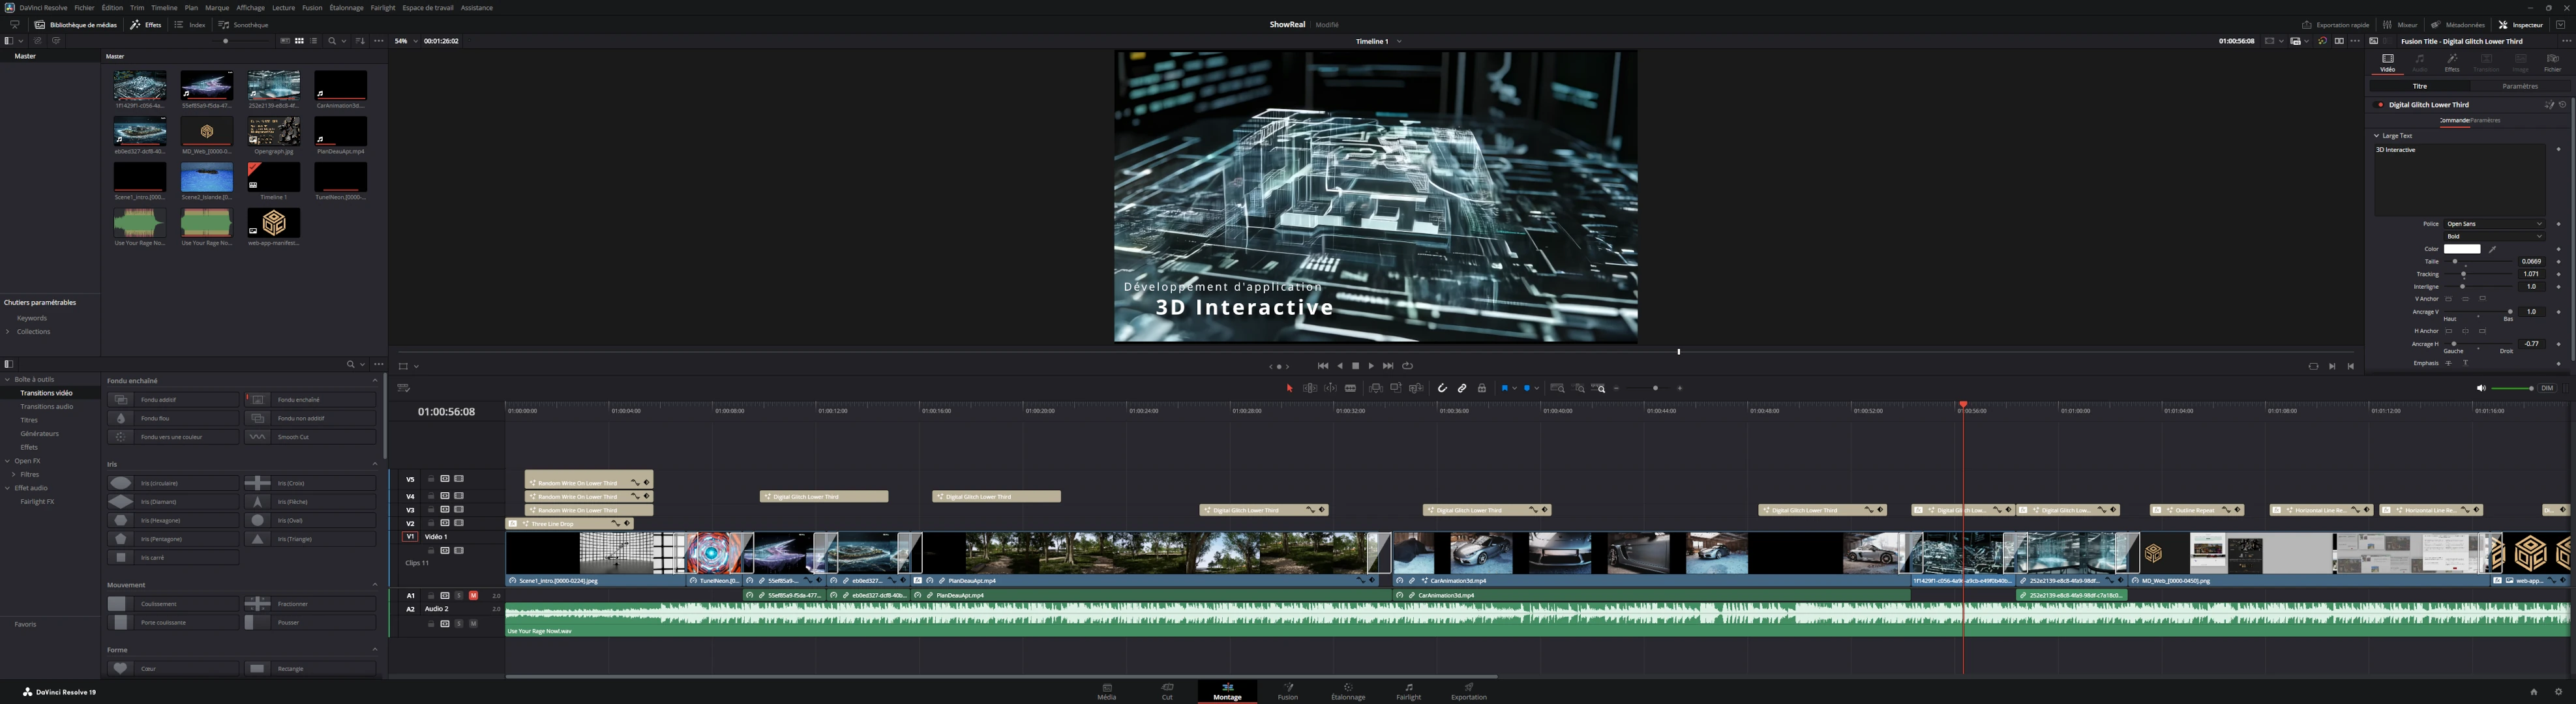 DaVinci Resolve Fichier Édition Trim Timeline Plan Marque Affichage Lecture Fusion Étalonnage Fairlight Espace de travail Assistance
Bibliothèque de médias Effets Index Sonothèque ShowReal Modifié Exportation rapide Mixeur Métadonnées Inspecteur
54% 00:01:26:02 Timeline 1 01:00:56:08 Fusion Title - Digital Glitch Lower Third
Master Master
Vidéo Audio Effets Transition Image Fichier
Titre Paramètres
1f1429f1-c056-4a... 55ef85a9-f5da-47... 252e2139-e8c8-4f... CarAnimation3d....
Digital Glitch Lower Third
Commandes Paramètres
Large Text
3D Interactive
eb0ed327-dcf8-40... MD_Web_[0000-0... Opengraph.jpg PlanDeauApt.mp4
Scene1_Intro.[000... Scene2_Islande.[0... Timeline 1 TunelNeon.[0000-...
Use Your Rage No... Use Your Rage No... web-app-manifest...
Police Open Sans
Bold
Color
Taille 0.0669
Tracking 1.071
Interligne 1.0
V Anchor
Ancrage V 1.0
Haut Bas
H Anchor
Ancrage H -0.77
Gauche Droit
Emphasis
Développement d'application
3D Interactive
Chutiers paramétrables
Keywords
Collections
Boîte à outils
Transitions vidéo
Transitions audio
Titres
Générateurs
Effets
Open FX
Filtres
Effet audio
Fairlight FX
Favoris
Fondu enchaîné
Fondu additif Fondu enchaîné
Fondu flou Fondu non additif
Fondu vers une couleur Smooth Cut
Iris
Iris (circulaire) Iris (Croix)
Iris (Diamant) Iris (Flèche)
Iris (Hexagone) Iris (Oval)
Iris (Pentagone) Iris (Triangle)
Iris carré
Mouvement
Coulissement Fractionner
Porte coulissante Pousser
Forme
Cœur Rectangle
DIM
01:00:56:08 01:00:00:00 01:00:04:00 01:00:08:00 01:00:12:00 01:00:16:00 01:00:20:00 01:00:24:00 01:00:28:00 01:00:32:00 01:00:36:00 01:00:40:00 01:00:44:00 01:00:48:00 01:00:52:00 01:00:56:00 01:01:00:00 01:01:04:00 01:01:08:00 01:01:12:00 01:01:16:00
V5 Random Write On Lower Third
V4 Random Write On Lower Third Digital Glitch Lower Third Digital Glitch Lower Third
V3 Random Write On Lower Third Digital Glitch Lower Third Digital Glitch Lower Third Digital Glitch Lower Third Digital Glitch Low... Digital Glitch Low... Outline Repeat Horizontal Line Re... Horizontal Line Re... D...
V2 Three Line Drop
V1 Vidéo 1
Clips 11
Scene1_Intro.[0000-0224].jpeg TunelNeon.[0... 55ef85a9-... eb0ed327... PlanDeauApt.mp4 CarAnimation3d.mp4 252e2139-e8c8-4fa9-98df... MD_Web_[0000-0450].png web-app...
A1 S M 2.0 55ef85a9-f5da-477... eb0ed327-dcf8-40b... PlanDeauApt.mp4 CarAnimation3d.mp4 252e2139-e8c8-4fa9-98df-c7a18c0...
A2 Audio 2 2.0
S M
Use Your Rage Now!.wav
DaVinci Resolve 19 Média Cut Montage Fusion Étalonnage Fairlight Exportation